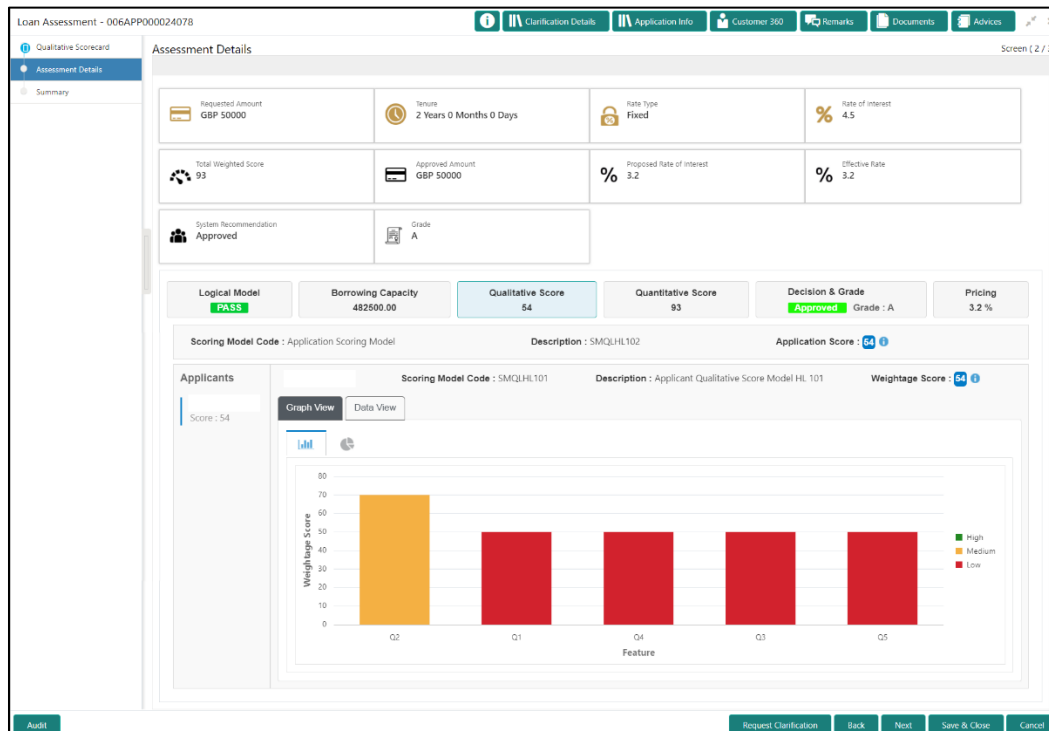 Loan Assessment - 006APP000024078
Clarification Details
Application Info
Customer 360
Remarks
Documents
Advices
Qualitative Scorecard
Assessment Details
Summary
Assessment Details
Screen ( 2 /
Requested Amount
GBP 50000
Tenure
2 Years 0 Months 0 Days
Rate Type
Fixed
Rate of Interest
4.5
Total Weighted Score
93
Approved Amount
GBP 50000
Proposed Rate of Interest
3.2
Effective Rate
3.2
System Recommendation
Approved
Grade
A
Logical Model
PASS
Borrowing Capacity
482500.00
Qualitative Score
54
Quantitative Score
93
Decision & Grade
Approved Grade : A
Pricing
3.2 %
Scoring Model Code : Application Scoring Model
Description : SMQLHL102
Application Score : 54
Applicants
Score : 54
Scoring Model Code : SMQLHL101
Description : Applicant Qualitative Score Model HL 101
Weightage Score : 54
Graph View
Data View
Weightage Score
80
70
60
50
40
30
20
10
0
Q2
Q1
Q4
Q3
Q5
Feature
High
Medium
Low
Audit
Request Clarification
Back
Next
Save & Close
Cancel